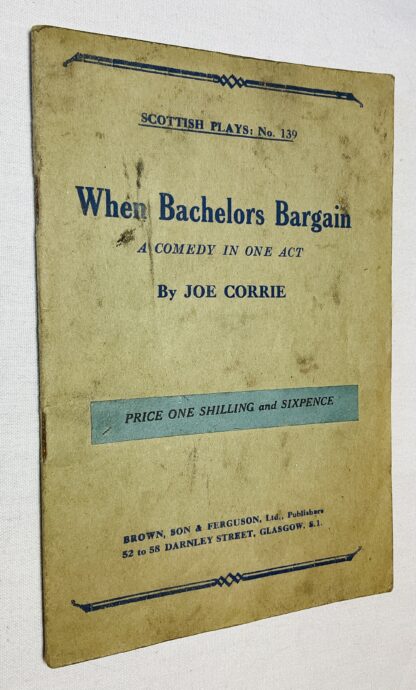 SCOTTISH PLAYS: No. 139
When Bachelors Bargain
A COMEDY IN ONE ACT
By JOE CORRIE
PRICE ONE SHILLING and SIXPENCE
BROWN, SON & FERGUSON, Ltd., Publishers
52 to 58 DARNLEY STREET, GLASGOW, S.1.